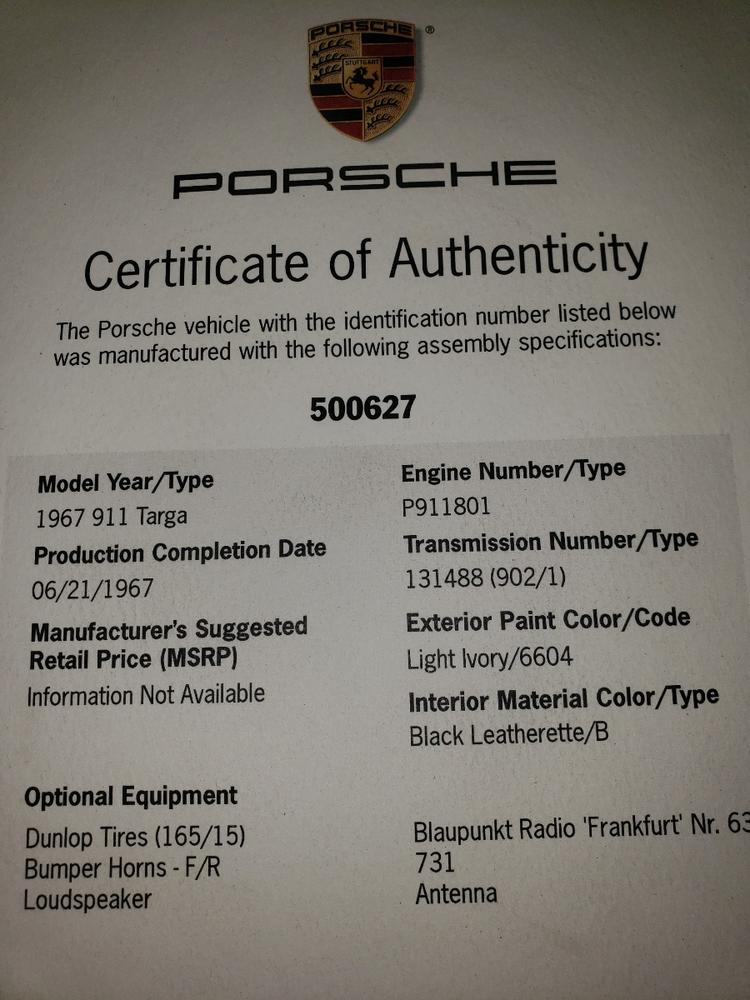 PORSCHE
®
STUTTGART
PORSCHE
Certificate of Authenticity
The Porsche vehicle with the identification number listed below
was manufactured with the following assembly specifications:
500627
Model Year/Type
1967 911 Targa
Production Completion Date
06/21/1967
Manufacturer's Suggested
Retail Price (MSRP)
Information Not Available
Engine Number/Type
P911801
Transmission Number/Type
131488 (902/1)
Exterior Paint Color/Code
Light Ivory/6604
Interior Material Color/Type
Black Leatherette/B
Optional Equipment
Dunlop Tires (165/15)
Bumper Horns - F/R
Loudspeaker
Blaupunkt Radio 'Frankfurt' Nr. 63
731
Antenna